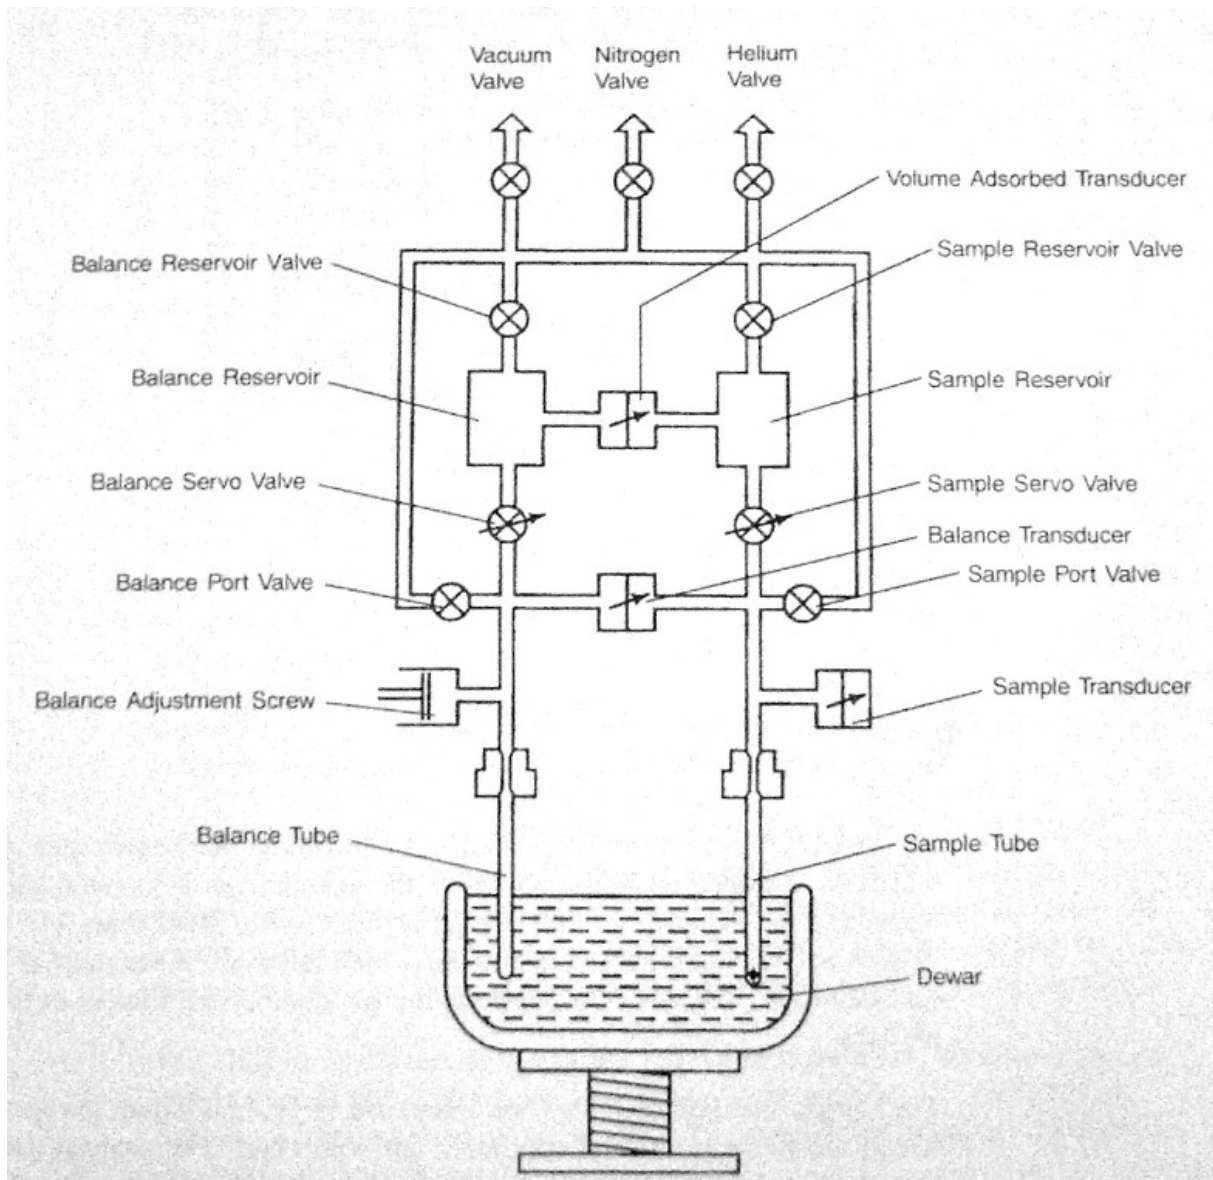 Vacuum
Valve
Nitrogen
Valve
Helium
Valve
Volume Adsorbed Transducer
Balance Reservoir Valve
Sample Reservoir Valve
Balance Reservoir
Sample Reservoir
Balance Servo Valve
Sample Servo Valve
Balance Transducer
Balance Port Valve
Sample Port Valve
Balance Adjustment Screw
Sample Transducer
Balance Tube
Sample Tube
Dewar